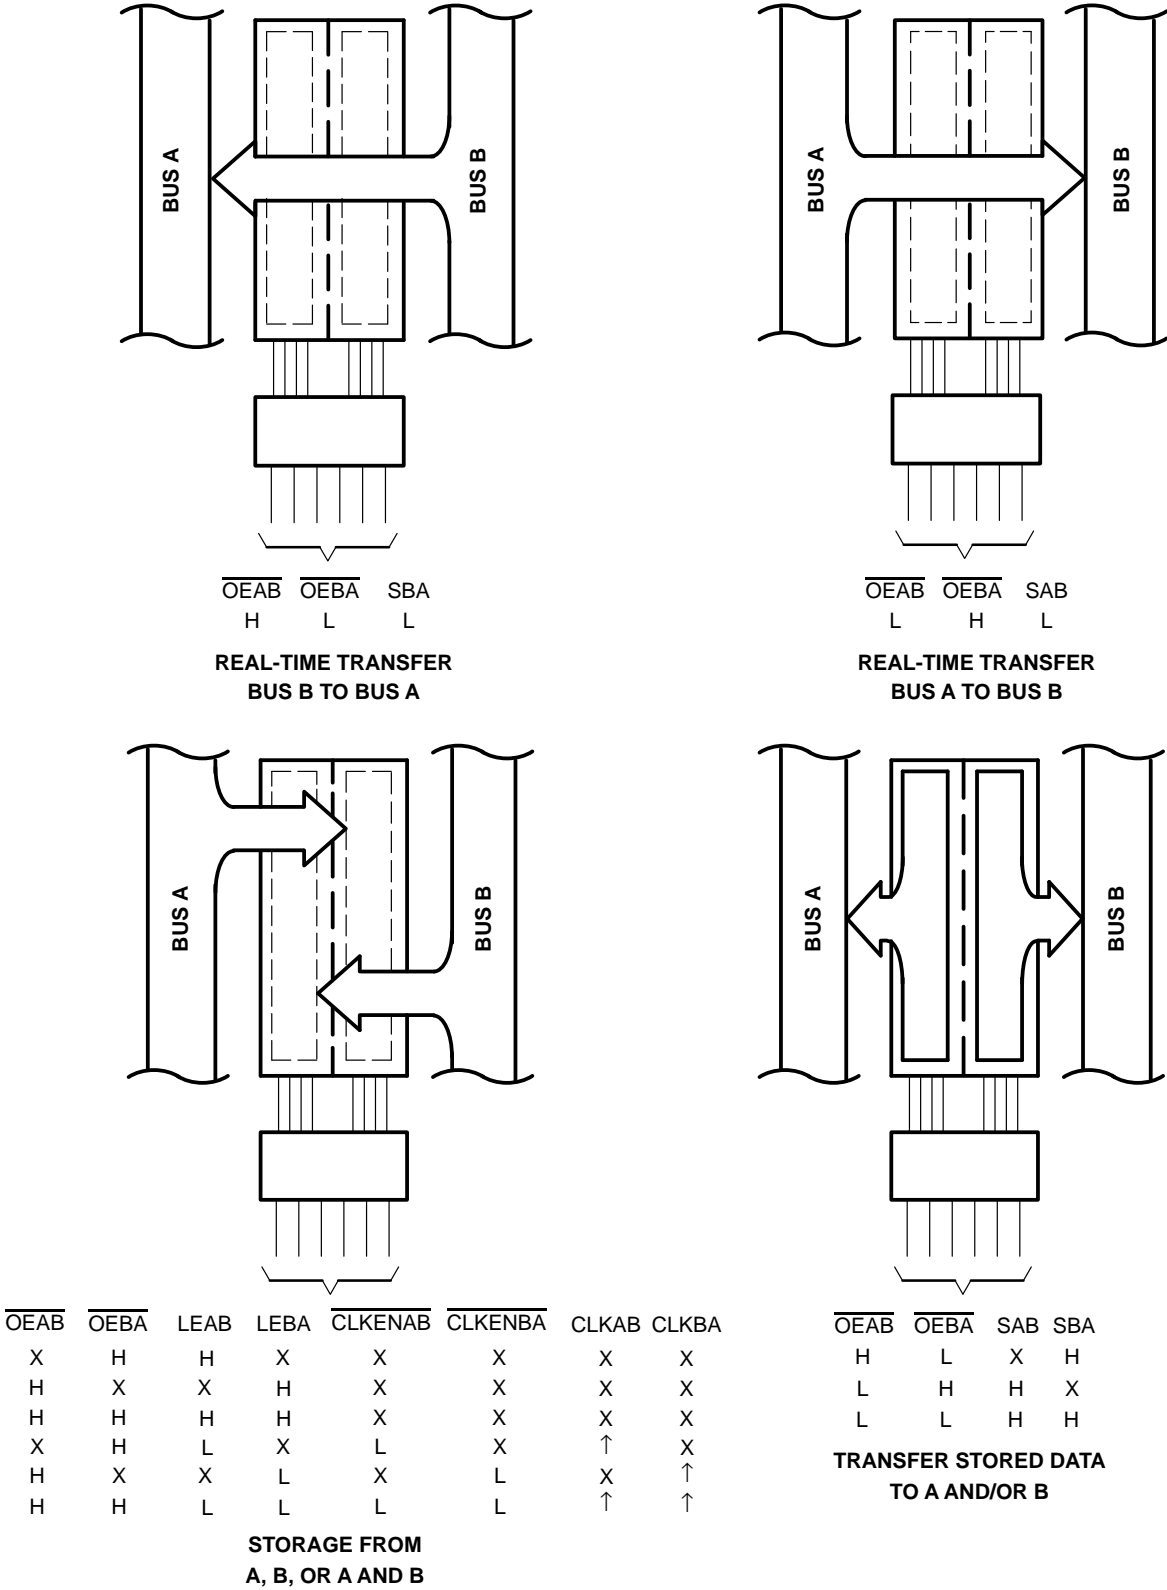 BUS A
BUS B
BUS A
BUS B
OEAB OEBA SBA
H L L
REAL-TIME TRANSFER
BUS B TO BUS A
OEAB OEBA SAB
L H L
REAL-TIME TRANSFER
BUS A TO BUS B
BUS A
BUS B
BUS A
BUS B
OEAB OEBA LEAB LEBA CLKENAB CLKENBA CLKAB CLKBA
X H H X X X X X
H X X H X X X X
H H H H X X X X
X H L X L X ↑ X
H X X L X L X ↑
H H L L L L ↑ ↑
STORAGE FROM
A, B, OR A AND B
OEAB OEBA SAB SBA
H L X H
L H H X
L L H H
TRANSFER STORED DATA
TO A AND/OR B